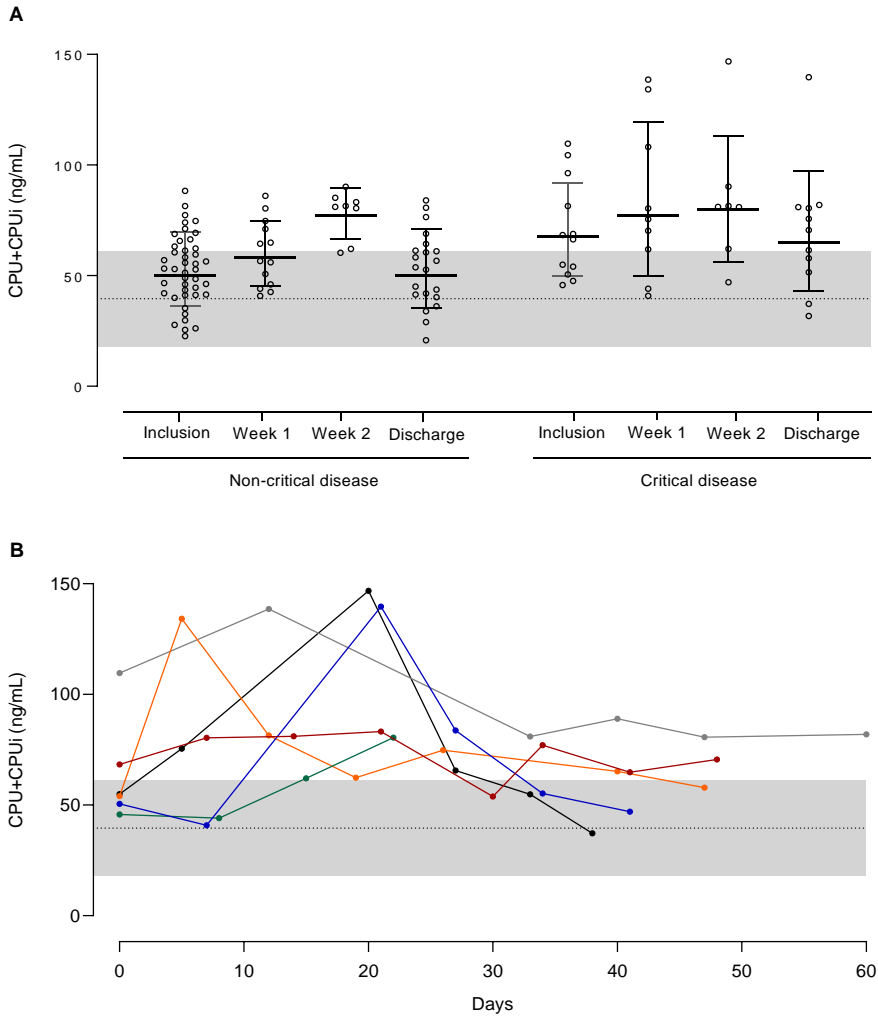 A
CPU+CPUi (ng/mL)
150
100
50
0
Inclusion Week 1 Week 2 Discharge Inclusion Week 1 Week 2 Discharge
Non-critical disease Critical disease
B
CPU+CPUi (ng/mL)
150
100
50
0
0 10 20 30 40 50 60
Days